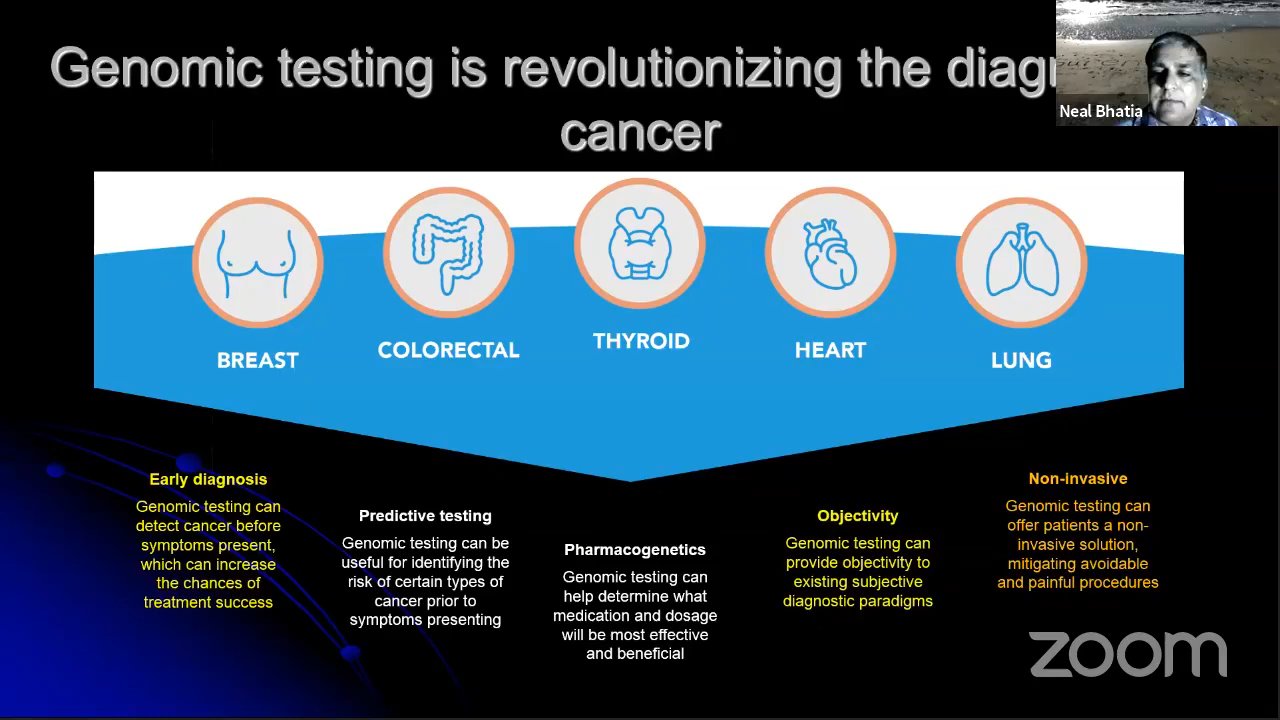 Genomic testing is revolutionizing the diag
cancer
Neal Bhatia
BREAST
COLORECTAL
THYROID
HEART
LUNG
Early diagnosis
Genomic testing can
detect cancer before
symptoms present,
which can increase
the chances of
treatment success
Predictive testing
Genomic testing can be
useful for identifying the
risk of certain types of
cancer prior to
symptoms presenting
Pharmacogenetics
Genomic testing can
help determine what
medication and dosage
will be most effective
and beneficial
Objectivity
Genomic testing can
provide objectivity to
existing subjective
diagnostic paradigms
Non-invasive
Genomic testing can
offer patients a non-
invasive solution,
mitigating avoidable
and painful procedures
zoom